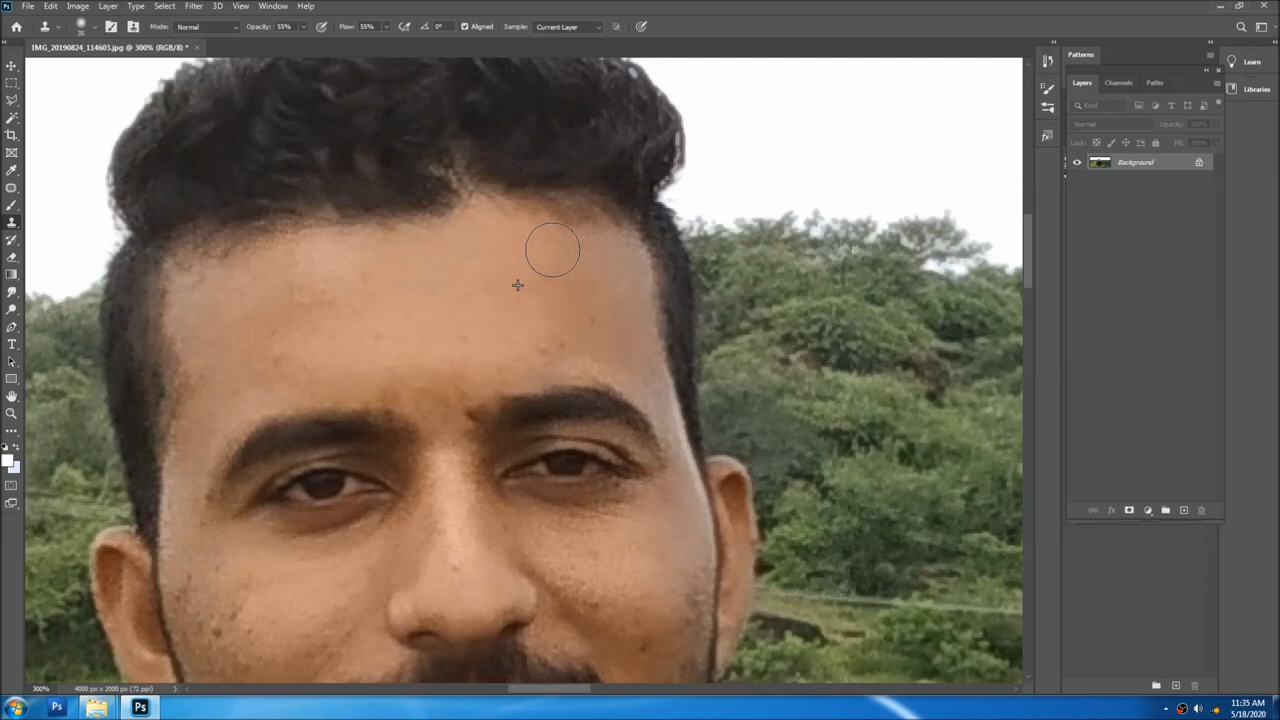 File Edit Image Layer Type Select Filter 3D View Window Help
35 Mode: Normal Opacity: 55% Flow: 55% 0° Aligned Sample: Current Layer
IMG_20190824_114603.jpg @ 300% (RGB/8) * ×
Patterns
Layers Channels Paths
Kind
Normal Opacity: 100%
Lock: Fill: 100%
Background
Learn
Libraries
300% 4000 px x 2000 px (72 ppi)
11:35 AM
5/18/2020